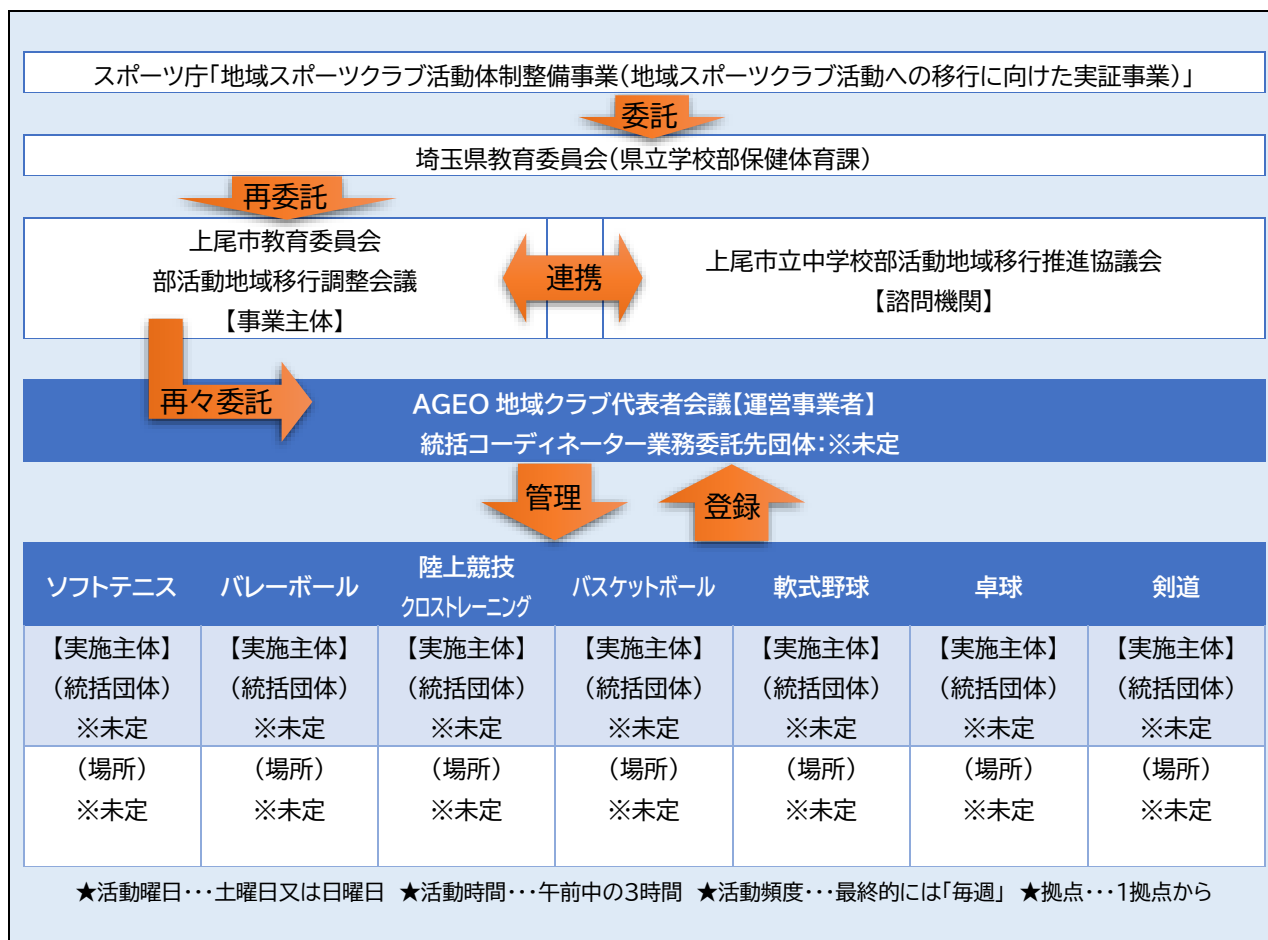 スポーツ庁「地域スポーツクラブ活動体制整備事業(地域スポーツクラブ活動への移行に向けた実証事業)」
委託
埼玉県教育委員会(県立学校部保健体育課)
再委託
上尾市教育委員会
部活動地域移行調整会議
【事業主体】
連携
上尾市立中学校部活動地域移行推進協議会
【諮問機関】
再々委託
AGEO 地域クラブ代表者会議【運営事業者】
統括コーディネーター業務委託先団体:※未定
管理
登録
ソフトテニス
バレーボール
陸上競技
クロストレーニング
バスケットボール
軟式野球
卓球
剣道
【実施主体】 【実施主体】 【実施主体】 【実施主体】 【実施主体】 【実施主体】 【実施主体】
(統括団体) (統括団体) (統括団体) (統括団体) (統括団体) (統括団体) (統括団体)
※未定 ※未定 ※未定 ※未定 ※未定 ※未定 ※未定
(場所) (場所) (場所) (場所) (場所) (場所) (場所)
※未定 ※未定 ※未定 ※未定 ※未定 ※未定 ※未定
★活動曜日・・・土曜日又は日曜日 ★活動時間・・・午前中の3時間 ★活動頻度・・・最終的には「毎週」 ★拠点・・・1拠点から